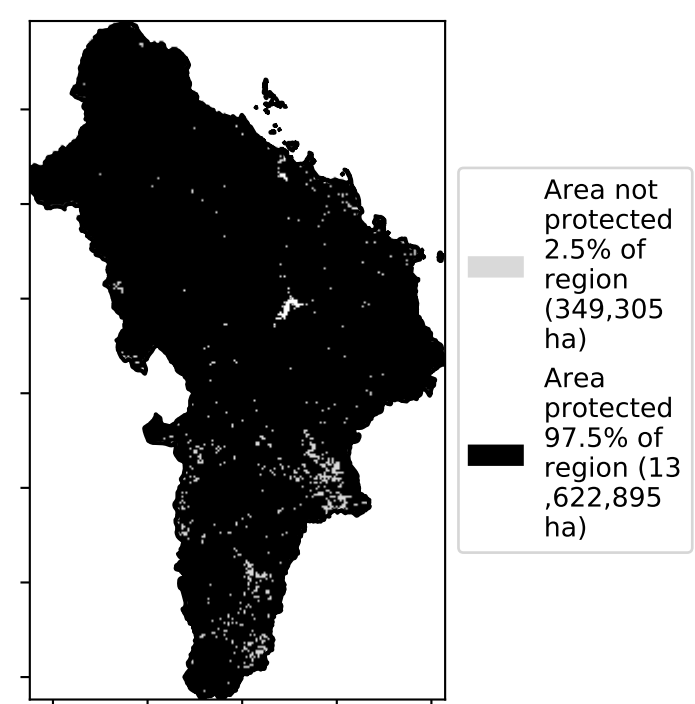 Area not
protected
2.5% of
region
(349,305
ha)
Area
protected
97.5% of
region (13
,622,895
ha)